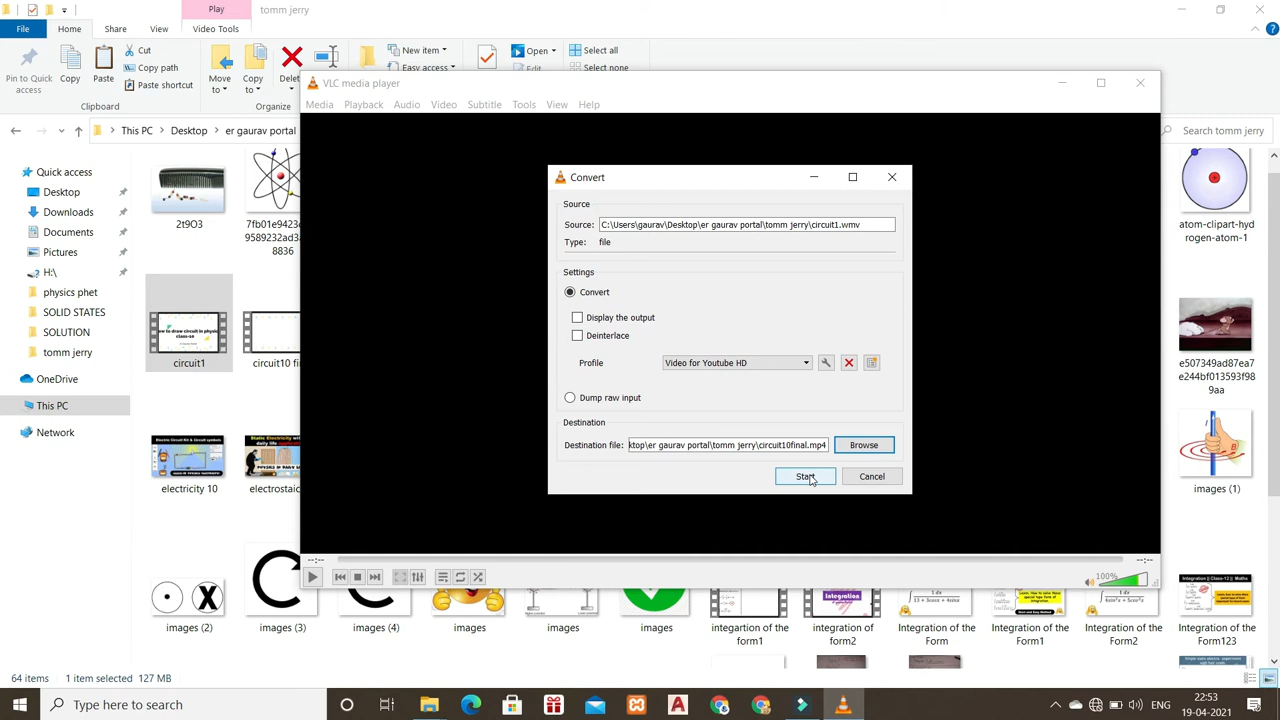 Play
tomm jerry
File
Home
Share
View
Video Tools
Pin to Quick access
Copy
Paste
Cut
Copy path
Paste shortcut
Clipboard
Move to
Copy to
Delete
Organize
New item
Easy access
Open
Edit
Select all
Select none
This PC
Desktop
er gaurav portal
Search tomm jerry
Quick access
Desktop
Downloads
Documents
Pictures
H:\
physics phet
SOLID STATES
SOLUTION
tomm jerry
OneDrive
This PC
Network
2t9O3
7fb01e9423c
9589232ad3
8836
atom-clipart-hyd
rogen-atom-1
circuit1
circuit10 fi
e507349ad87ea7
e244bf013593f98
9aa
electricity 10
electrostaic
images (1)
images (2)
images (3)
images (4)
images
images
images
integartion of the
form1
integration of
form2
Integration of the
Form
Integration of the
Form1
Integration of the
Form2
Integration of the
Form123
VLC media player
Media
Playback
Audio
Video
Subtitle
Tools
View
Help
Convert
Source
Source: C:\Users\gaurav\Desktop\er gaurav portal\tomm jerry\circuit1.wmv
Type: file
Settings
Convert
Display the output
Deinterlace
Profile
Video for Youtube HD
Dump raw input
Destination
Destination file: ktop\er gaurav portal\tomm jerry\circuit10final.mp4
Browse
Start
Cancel
--:--
--:--
100%
64 items
1 item selected 127 MB
Type here to search
ENG
22:53
19-04-2021